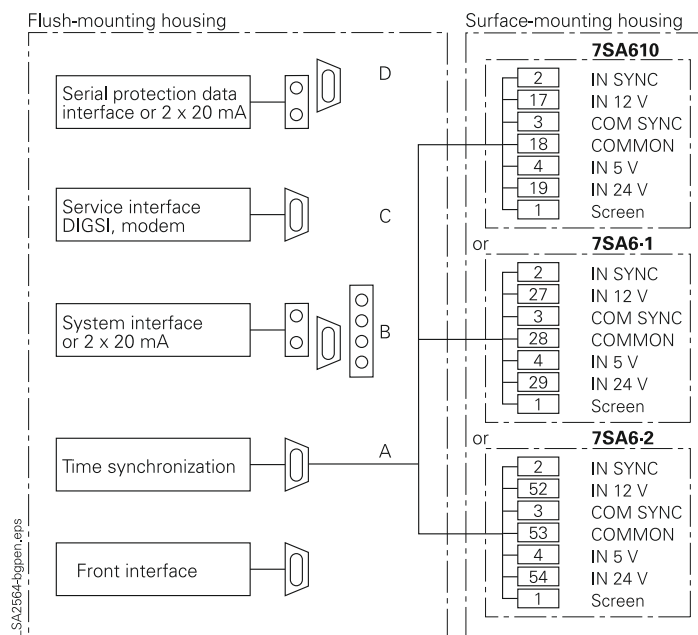 Flush-mounting housing
Serial protection data
interface or 2 x 20 mA
D
Service interface
DIGSI, modem
C
System interface
or 2 x 20 mA
B
Time synchronization
A
Front interface
_SA2564-bgpen.eps
Surface-mounting housing
7SA610
2 IN SYNC
17 IN 12 V
3 COM SYNC
18 COMMON
4 IN 5 V
19 IN 24 V
1 Screen
or
7SA6·1
2 IN SYNC
27 IN 12 V
3 COM SYNC
28 COMMON
4 IN 5 V
29 IN 24 V
1 Screen
or
7SA6·2
2 IN SYNC
52 IN 12 V
3 COM SYNC
53 COMMON
4 IN 5 V
54 IN 24 V
1 Screen